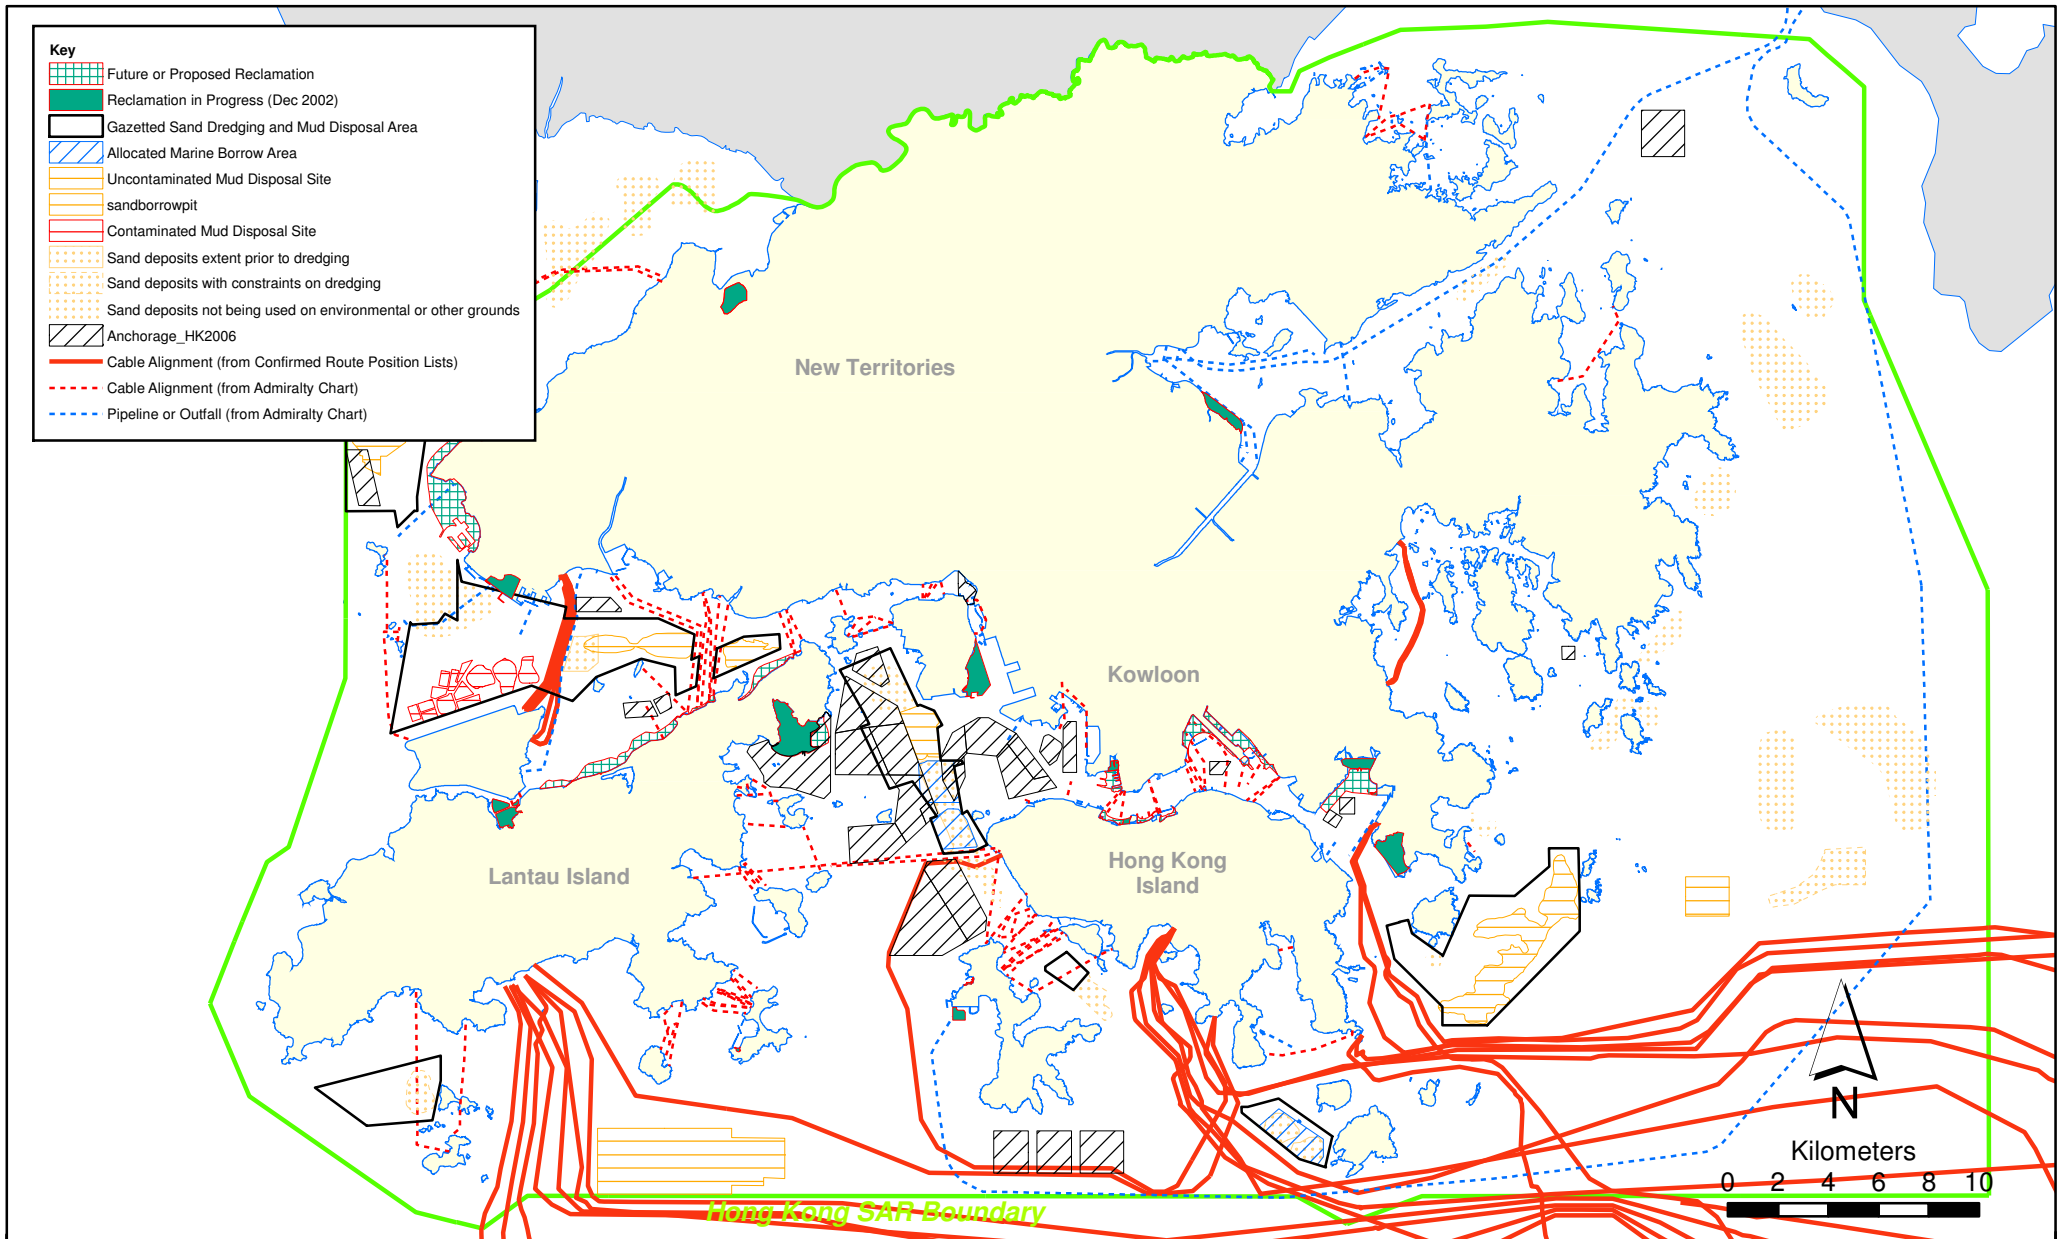 Key
Future or Proposed Reclamation
Reclamation in Progress (Dec 2002)
Gazetted Sand Dredging and Mud Disposal Area
Allocated Marine Borrow Area
Uncontaminated Mud Disposal Site
sandborrowpit
Contaminated Mud Disposal Site
Sand deposits extent prior to dredging
Sand deposits with constraints on dredging
Sand deposits not being used on environmental or other grounds
Anchorage_HK2006
Cable Alignment (from Confirmed Route Position Lists)
Cable Alignment (from Admiralty Chart)
Pipeline or Outfall (from Admiralty Chart)
New Territories
Kowloon
Hong Kong
Island
Lantau Island
N
Kilometers
0 2 4 6 8 10
Hong Kong SAR Boundary